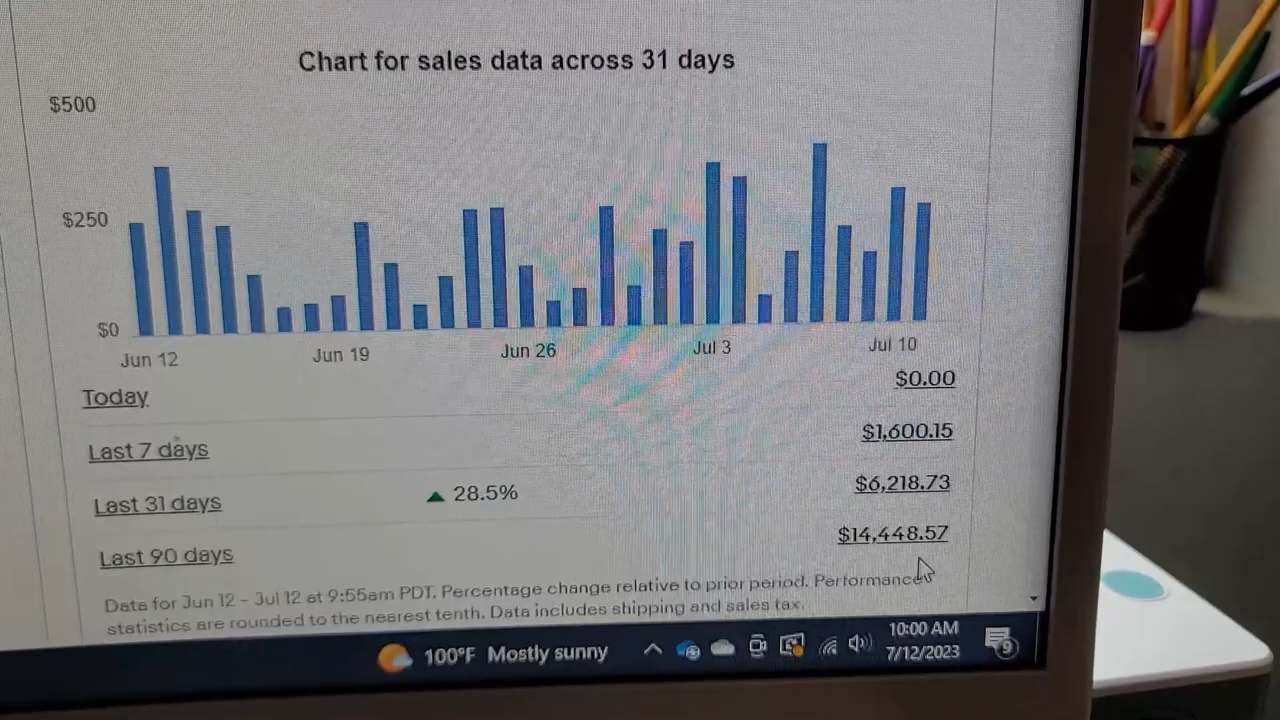 Chart for sales data across 31 days
$500
$250
$0
Jun 12 Jun 19 Jun 26 Jul 3 Jul 10
Today $0.00
Last 7 days $1,600.15
Last 31 days 28.5% $6,218.73
Last 90 days $14,448.57
Data for Jun 12 - Jul 12 at 9:55am PDT. Percentage change relative to prior period. Performance
statistics are rounded to the nearest tenth. Data includes shipping and sales tax.
100°F Mostly sunny 10:00 AM
7/12/2023
9